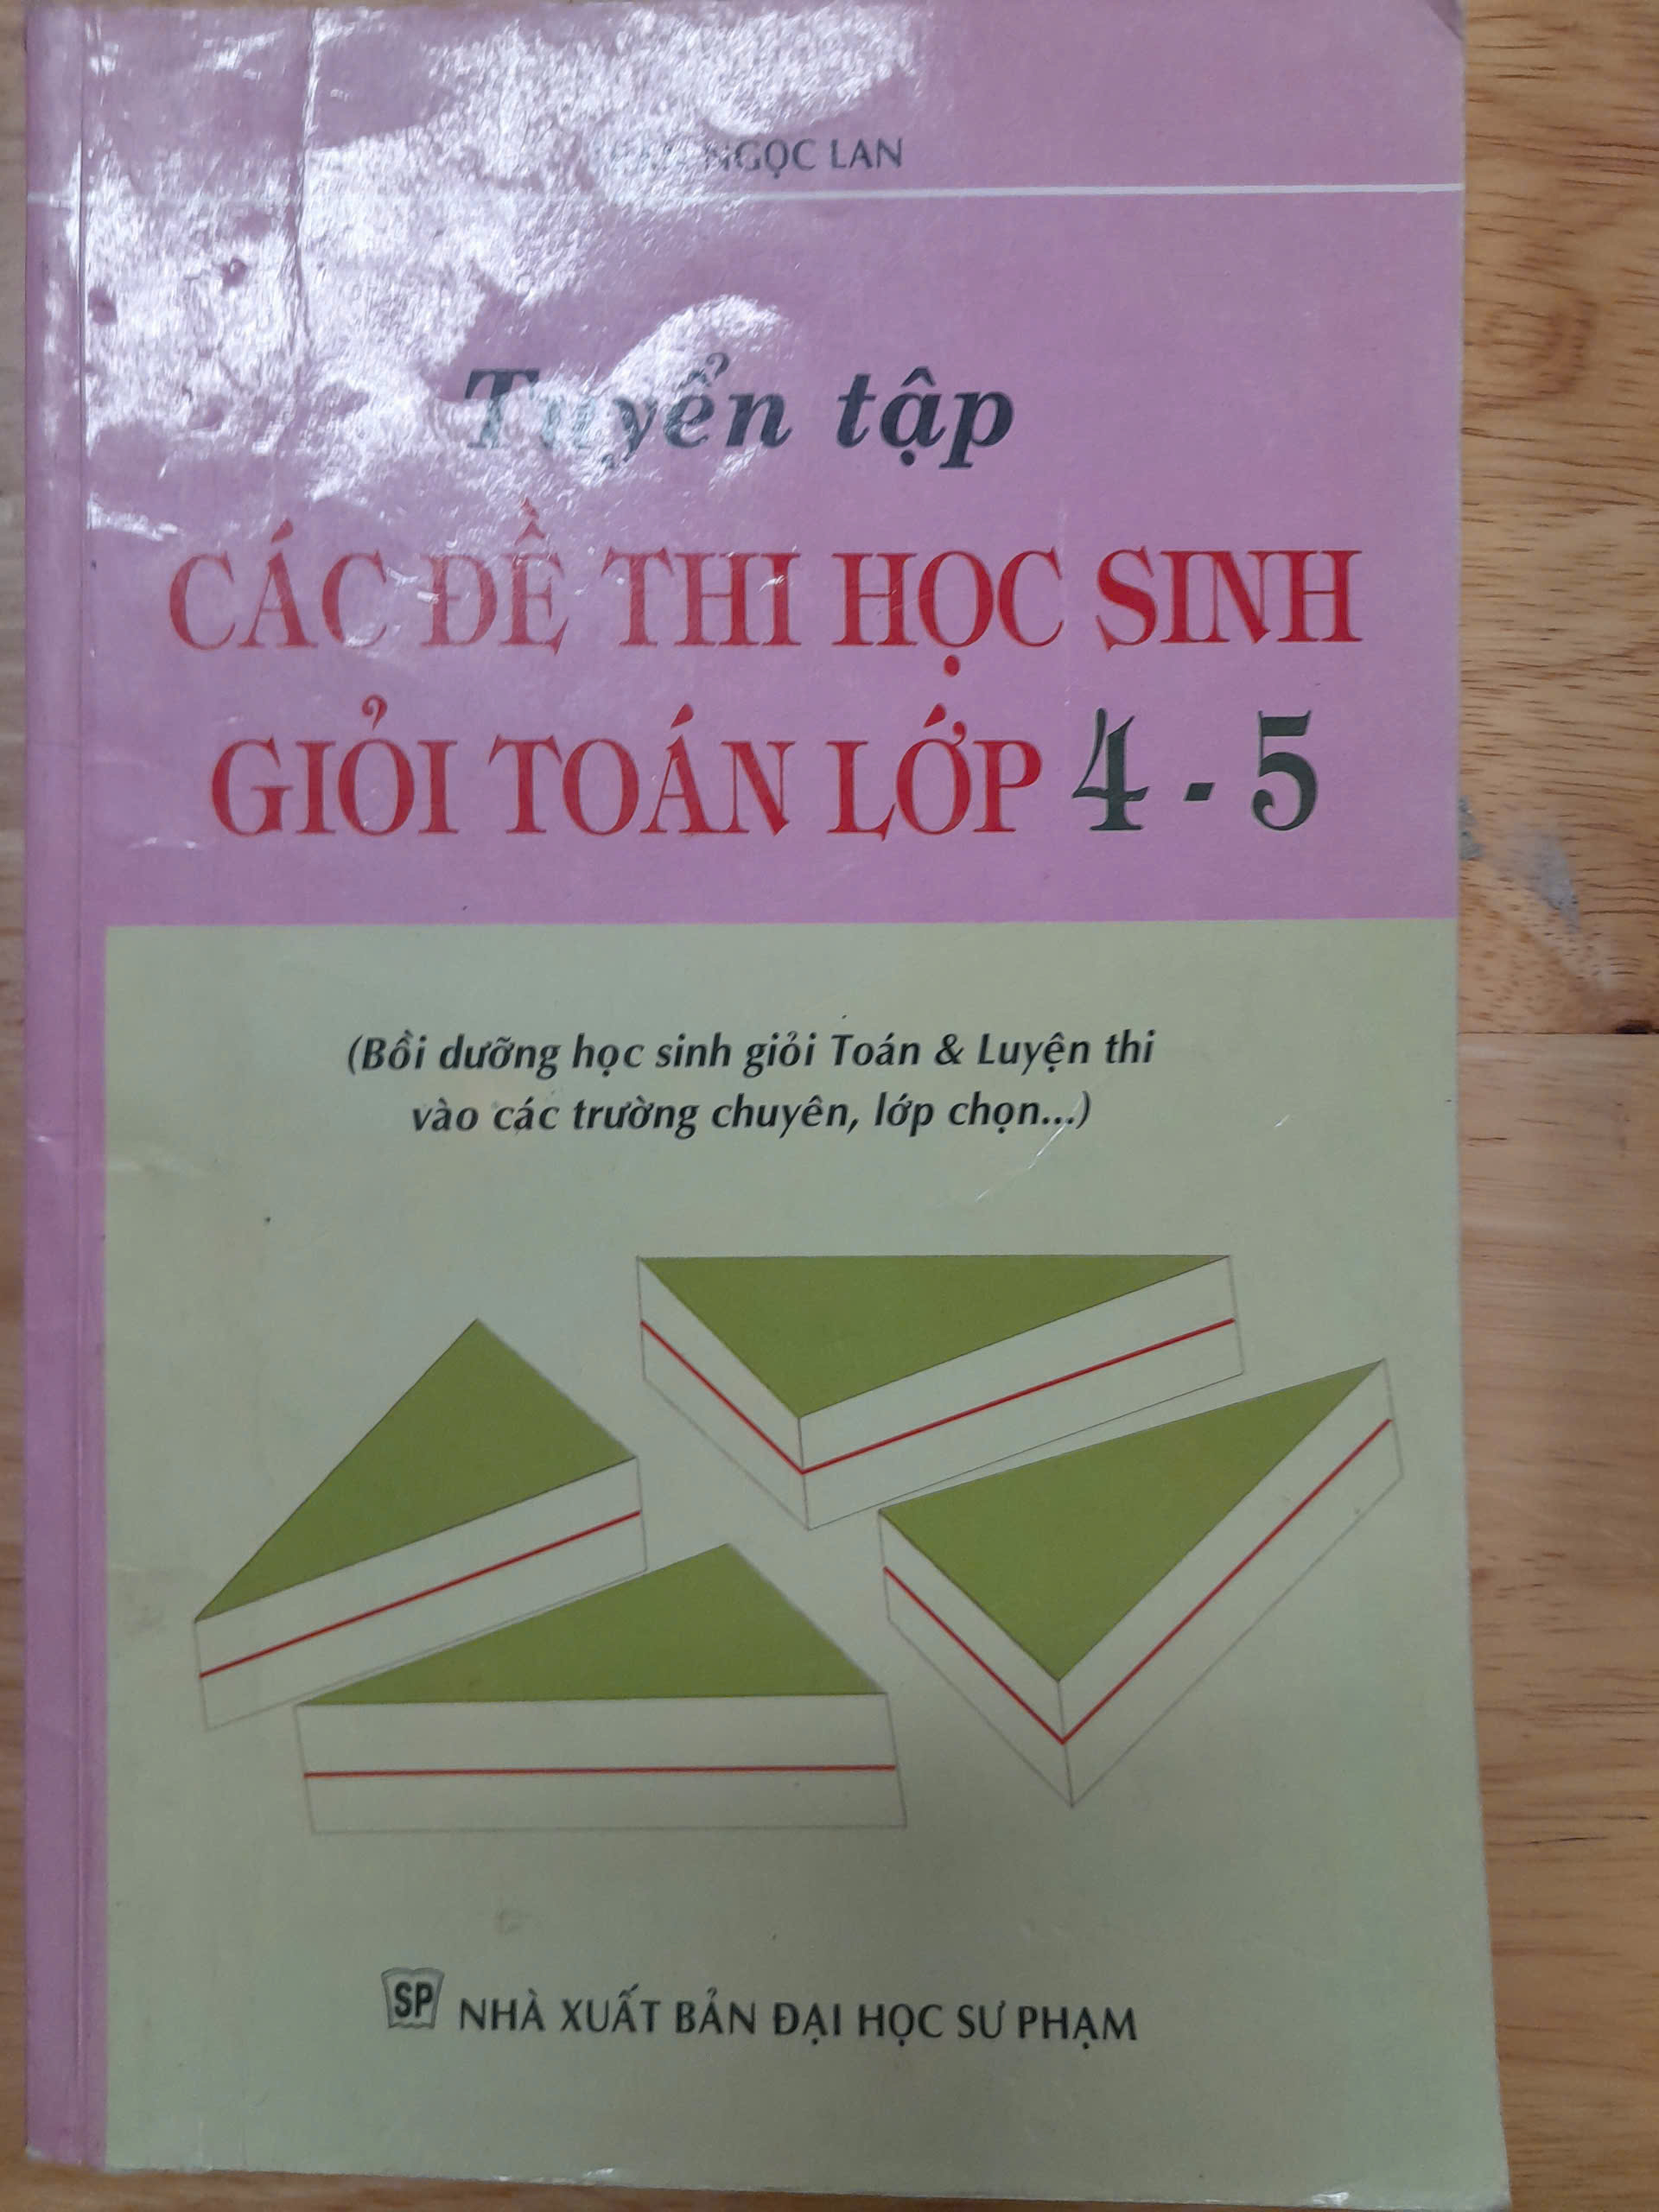 NGỌC LAN
Tuyển tập
CÁC ĐỀ THI HỌC SINH
GIỎI TOÁN LỚP 4 - 5
(Bồi dưỡng học sinh giỏi Toán & Luyện thi
vào các trường chuyên, lớp chọn...)
SP NHÀ XUẤT BẢN ĐẠI HỌC SƯ PHẠM